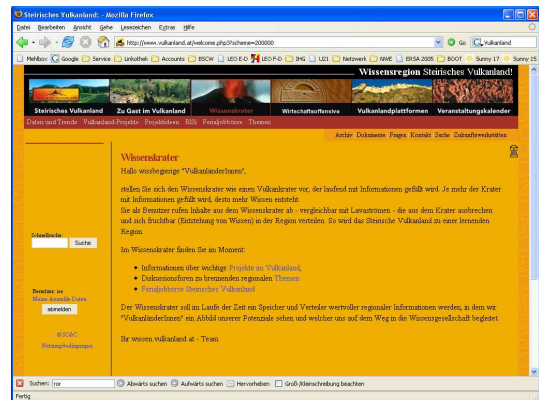 Steirisches Vulkanland: - Mozilla Firefox
Datei Bearbeiten Ansicht Gehe Lesezeichen Extras Hilfe
http://www.vulkanland.at/welcome.php3?scheme=200000 Go Vulkanland
Mehlbox Google Service Linkothek Accounts BSCW LEO E-D LEO F-D IHG U21 Netzwerk NWE ERSA 2005 BOOT Sunny 17 Sunny 15
Wissensregion Steirisches Vulkanland!
Steirisches Vulkanland Zu Gast im Vulkanland Wissenskrater Wirtschaftsoffensive Vulkanlandplattformen Veranstaltungskalender
Daten und Trends Vulkanland-Projekte Projektideen BISi Ferialjobbörse Themen
Archiv Dokumente Fragen Kontakt Suche Zukunftswerkstätten
Wissenskrater
Hallo wissbegierige "VulkanländerInnen",
stellen Sie sich den Wissenskrater wie einen Vulkankrater vor, der laufend mit Informationen gefüllt wird. Je mehr der Krater
mit Informationen gefüllt wird, desto mehr Wissen entsteht.
Sie als Benutzer rufen Inhalte aus dem Wissenskrater ab - vergleichbar mit Lavaströmen - die aus dem Krater ausbrechen
und sich fruchtbar (Entstehung von Wissen) in der Region verteilen. So wird das Steirische Vulkanland zu einer lernenden
Region.
Schnellsuche:
Suche
Im Wissenskrater finden Sie im Moment:
Informationen über wichtige Projekte im Vulkanland,
Diskussionsforen zu brennenden regionalen Themen
Ferialjobbörse Steirisches Vulkanland
Benutzer:
Meine Anmelde Daten
abmelden
Der Wissenskrater soll im Laufe der Zeit ein Speicher und Verteiler wertvoller regionaler Informationen werden, in dem wir
"VulkanländerInnen" ein Abbild unserer Potenziale sehen und welcher uns auf dem Weg in die Wissensgesellschaft begleitet.
Nutzungsbedingungen
Ihr wissen.vulkanland.at - Team
Suchen: ror Abwärts suchen Aufwärts suchen Hervorheben Groß-/Kleinschreibung beachten
Fertig